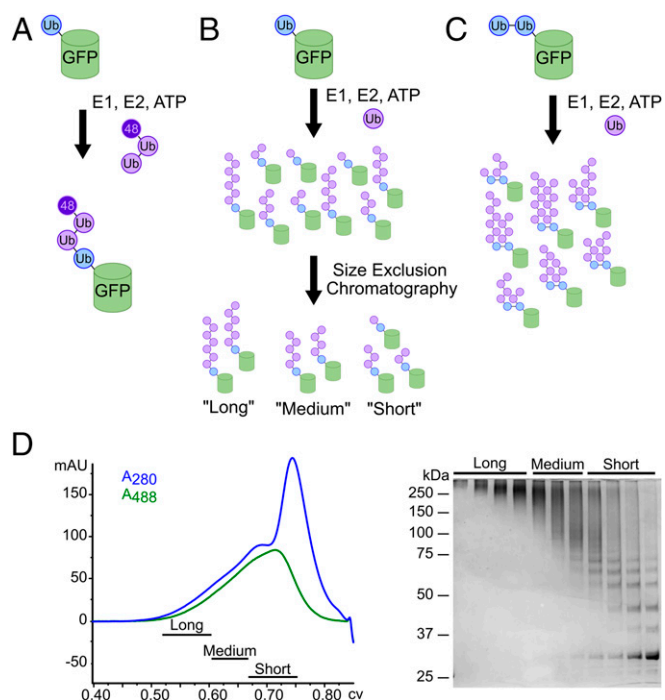 A
Ub
GFP
E1, E2, ATP
48
Ub
Ub
48
Ub
Ub
Ub
GFP
B
Ub
GFP
E1, E2, ATP
Ub
Size Exclusion
Chromatography
"Long" "Medium" "Short"
C
Ub Ub
GFP
E1, E2, ATP
Ub
D
mAU
A280
A488
150
100
50
0
-50
Long
Medium
Short
0.40 0.50 0.60 0.70 0.80 cv
Long Medium Short
kDa
250
150
100
75
50
37
25